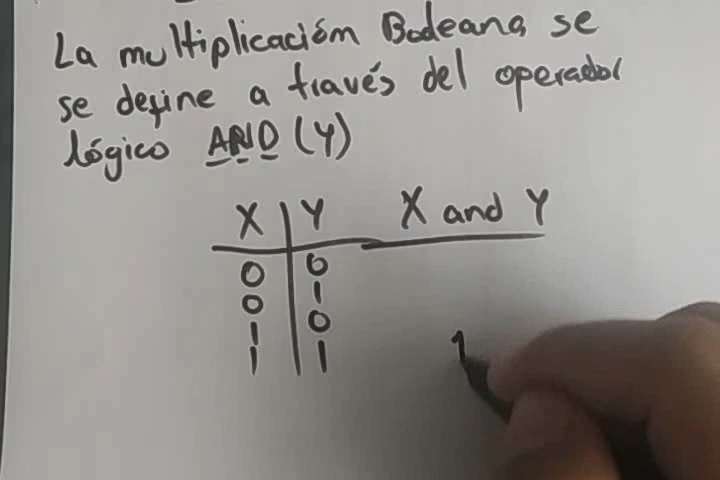 La multiplicación Booleana se
se define a través del operador
lógico AND (Y)
X Y X and Y
0 0
0 1
1 0
1 1 1